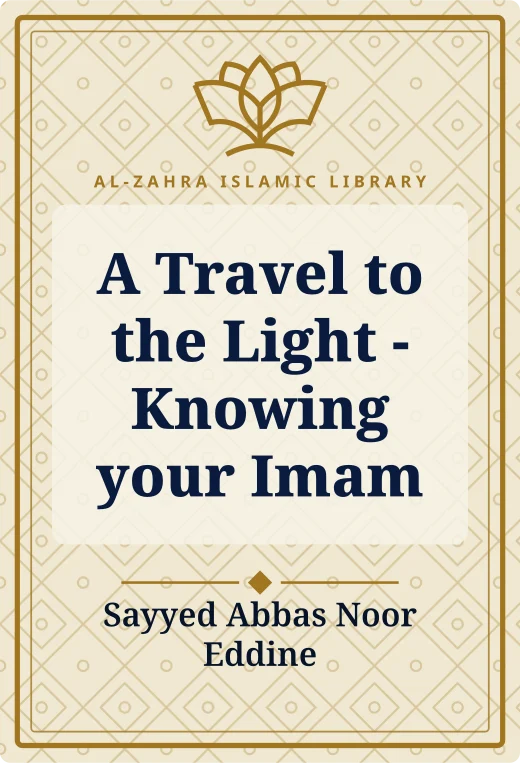 AL-ZAHRA ISLAMIC LIBRARY
A Travel to
the Light -
Knowing
your Imam
Sayyed Abbas Noor
Eddine